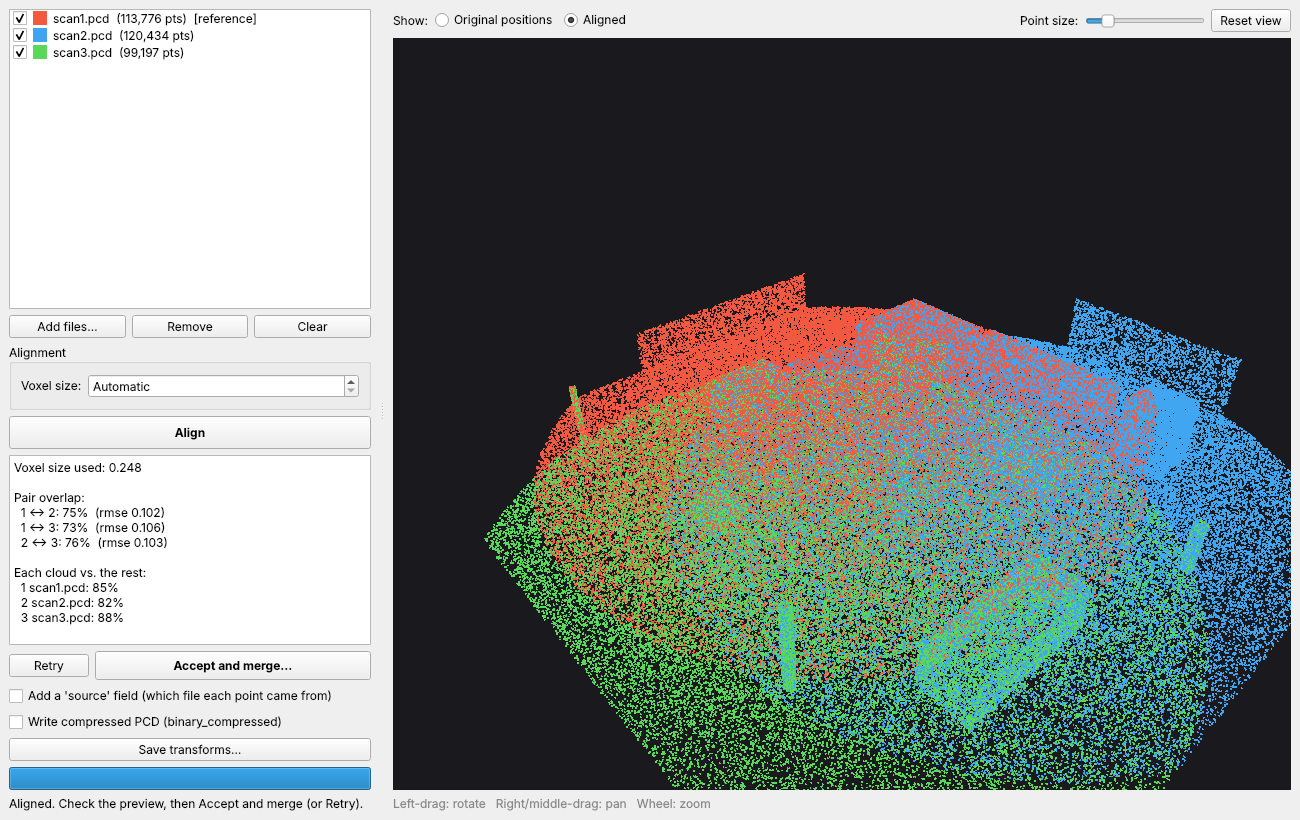 scan1.pcd (113,776 pts) [reference]
scan2.pcd (120,434 pts)
scan3.pcd (99,197 pts)
Add files...
Remove
Clear
Alignment
Voxel size:
Automatic
Align
Voxel size used: 0.248
Pair overlap:
1 <-> 2: 75% (rmse 0.102)
1 <-> 3: 73% (rmse 0.106)
2 <-> 3: 76% (rmse 0.103)
Each cloud vs. the rest:
1 scan1.pcd: 85%
2 scan2.pcd: 82%
3 scan3.pcd: 88%
Retry
Accept and merge...
Add a 'source' field (which file each point came from)
Write compressed PCD (binary_compressed)
Save transforms...
Aligned. Check the preview, then Accept and merge (or Retry).
Show:
Original positions
Aligned
Point size:
Reset view
Left-drag: rotate Right/middle-drag: pan Wheel: zoom